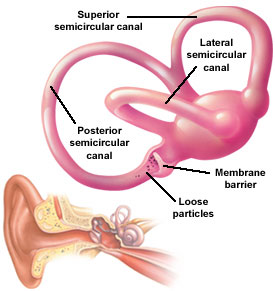 Superior
semicircular canal
Lateral
semicircular
canal
Posterior
semicircular
canal
Membrane
barrier
Loose
particles